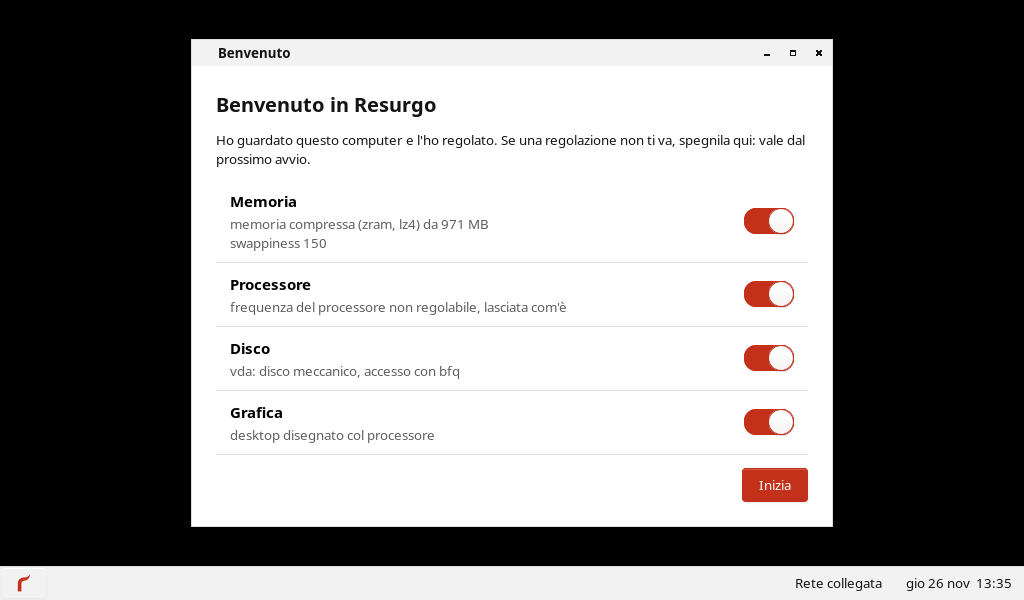 Benvenuto
Benvenuto in Resurgo
Ho guardato questo computer e l'ho regolato. Se una regolazione non ti va, spegnila qui: vale dal
prossimo avvio.
Memoria
memoria compressa (zram, lz4) da 971 MB
swappiness 150
Processore
frequenza del processore non regolabile, lasciata com'è
Disco
vda: disco meccanico, accesso con bfq
Grafica
desktop disegnato col processore
Inizia
Rete collegata gio 26 nov 13:35